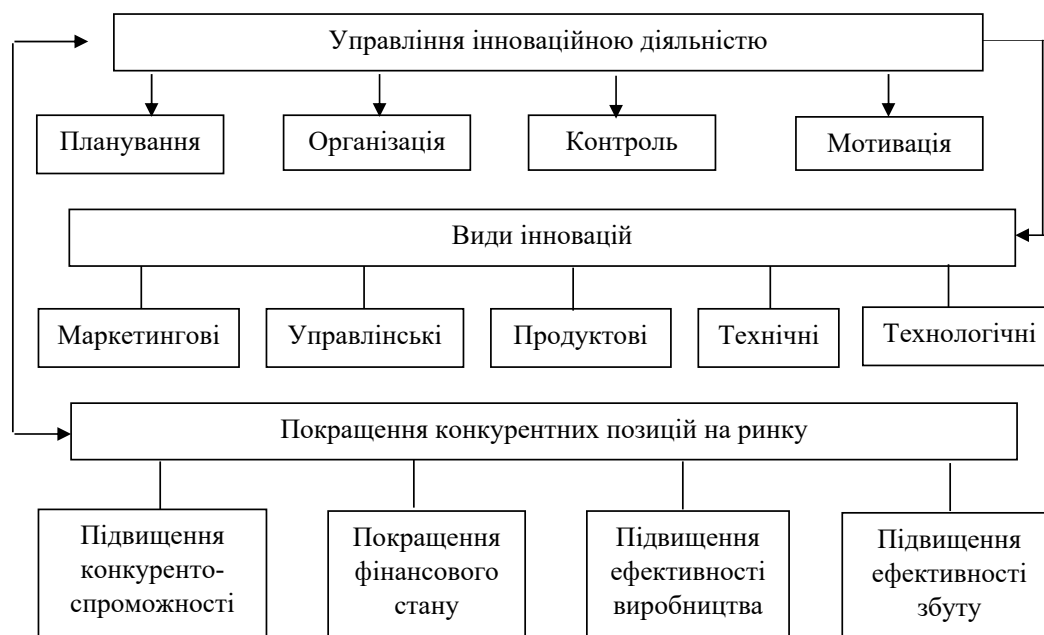 Управління інноваційною діяльністю
Планування
Організація
Контроль
Мотивація
Види інновацій
Маркетингові
Управлінські
Продуктові
Технічні
Технологічні
Покращення конкурентних позицій на ринку
Підвищення
конкуренто-
спроможності
Покращення
фінансового
стану
Підвищення
ефективності
виробництва
Підвищення
ефективності
збуту